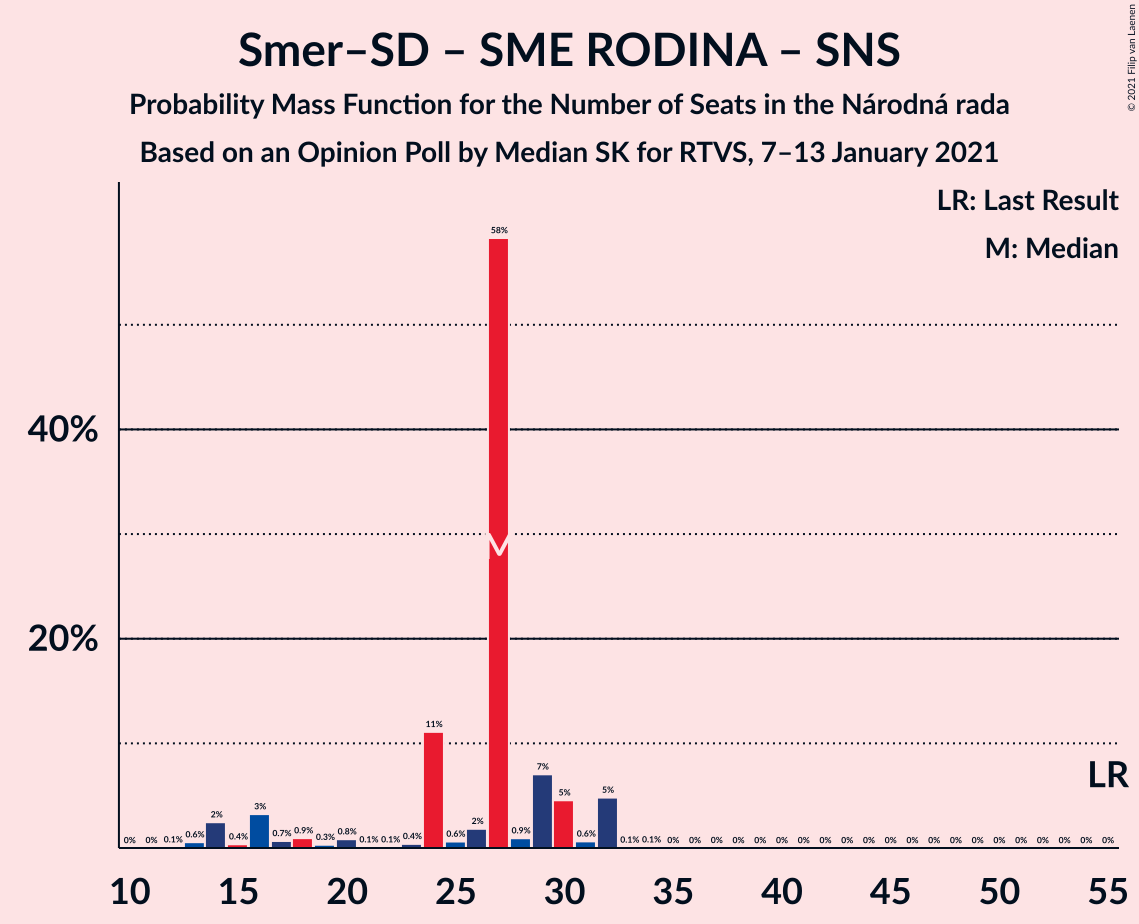 Smer–SD – SME RODINA – SNS
Probability Mass Function for the Number of Seats in the Národná rada
Based on an Opinion Poll by Median SK for RTVS, 7–13 January 2021
© 2021 Filip van Laenen
LR: Last Result
M: Median
40%
20%
0% 0% 0.1% 0.6% 2% 0.4% 3% 0.7% 0.9% 0.3% 0.8% 0.1% 0.1% 0.4% 11% 0.6% 2% 58% 0.9% 7% 5% 0.6% 5% 0.1% 0.1% 0% 0% 0% 0% 0% 0% 0% 0% 0% 0% 0% 0% 0% 0% 0% 0% 0% 0% 0% 0% 0%
M
LR
10 15 20 25 30 35 40 45 50 55